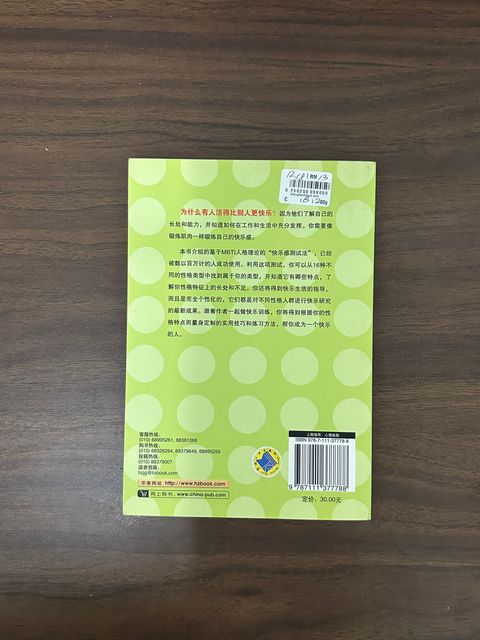 为什么有人活得比别人更快乐？因为他们了解自己的
长处和能力，并知道如何在工作和生活中充分发挥。你需要像
锻炼肌肉一样锻炼自己的快乐感。
本书介绍的基于MBTI人格理论的“快乐感测试法”，已经
被数以百万计的人成功使用。利用这项测试，你可以从16种不
同的性格类型中找到属于你的类型，并知道它有哪些特点，了
解你性格特征上的长处和不足。你还将得到快乐生活的指导，
而且是完全个性化的，它们都是对不同性格人群进行快乐研究
的最新成果。跟着作者一起做快乐训练，你将得到根据你的性
格特点而量身定制的实用技巧和练习方法，帮你成为一个快乐
的人。
客服热线：
(010) 68995261，88361066
购书热线：
(010) 68326294，88379649，68995259
投稿热线：
(010) 88379007
读者信箱：
hzjg@hzbook.com
华章网站 http://www.hzbook.com
网上购书：www.china-pub.com
上架指导：心理自助
ISBN 978-7-111-37778-8
9 787111 377788
定价：30.00元